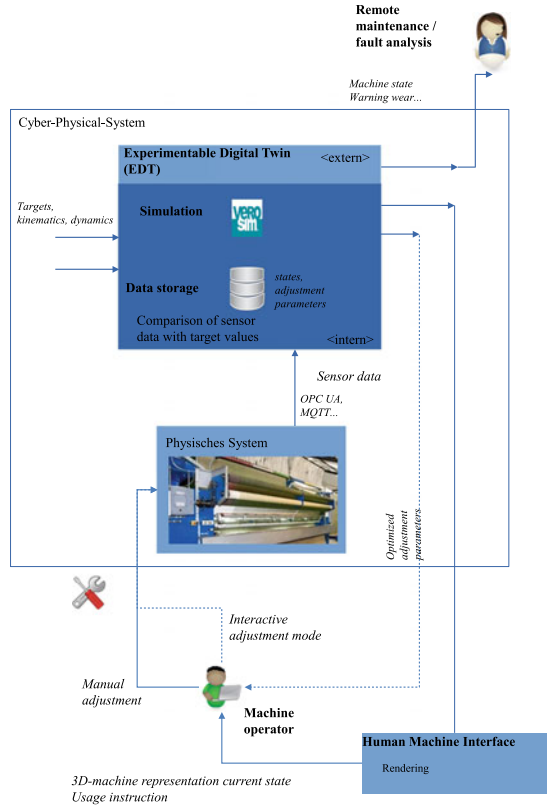 Remote
maintenance /
fault analysis
Machine state
Warning wear...
Cyber-Physical-System
Experimentable Digital Twin
(EDT)
<extern>
Targets,
kinematics, dynamics
Simulation
VERO
SIM
Data storage
states,
adjustment
parameters
Comparison of sensor
data with target values
<intern>
Sensor data
OPC UA,
MQTT...
Physisches System
Optimized
adjustment
parameters
Interactive
adjustment mode
Manual
adjustment
Machine
operator
Human Machine Interface
Rendering
3D-machine representation current state
Usage instruction